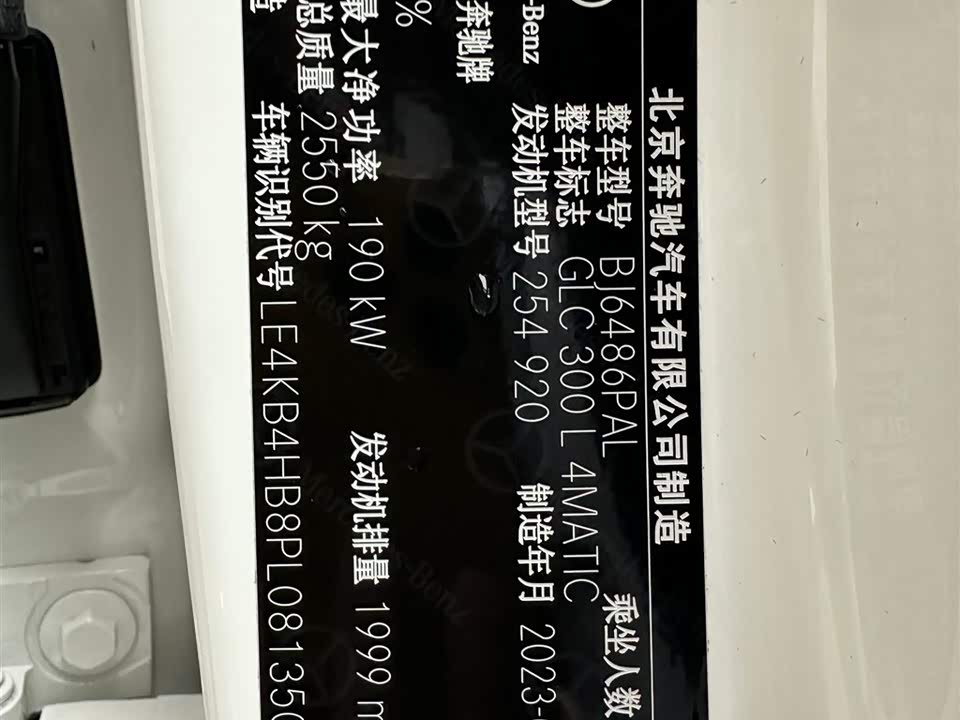 北京奔驰汽车有限公司制造
整车型号 BJ6486PAL 乘坐人数
整车标志 GLC 300 L 4MATIC
-Benz 发动机型号 254 920 制造年月 2023-
奔驰牌
%
最大净功率 190 kW 发动机排量 1999 m
总质量 2550 kg
车辆识别代号 LE4KB4HB8PL08135